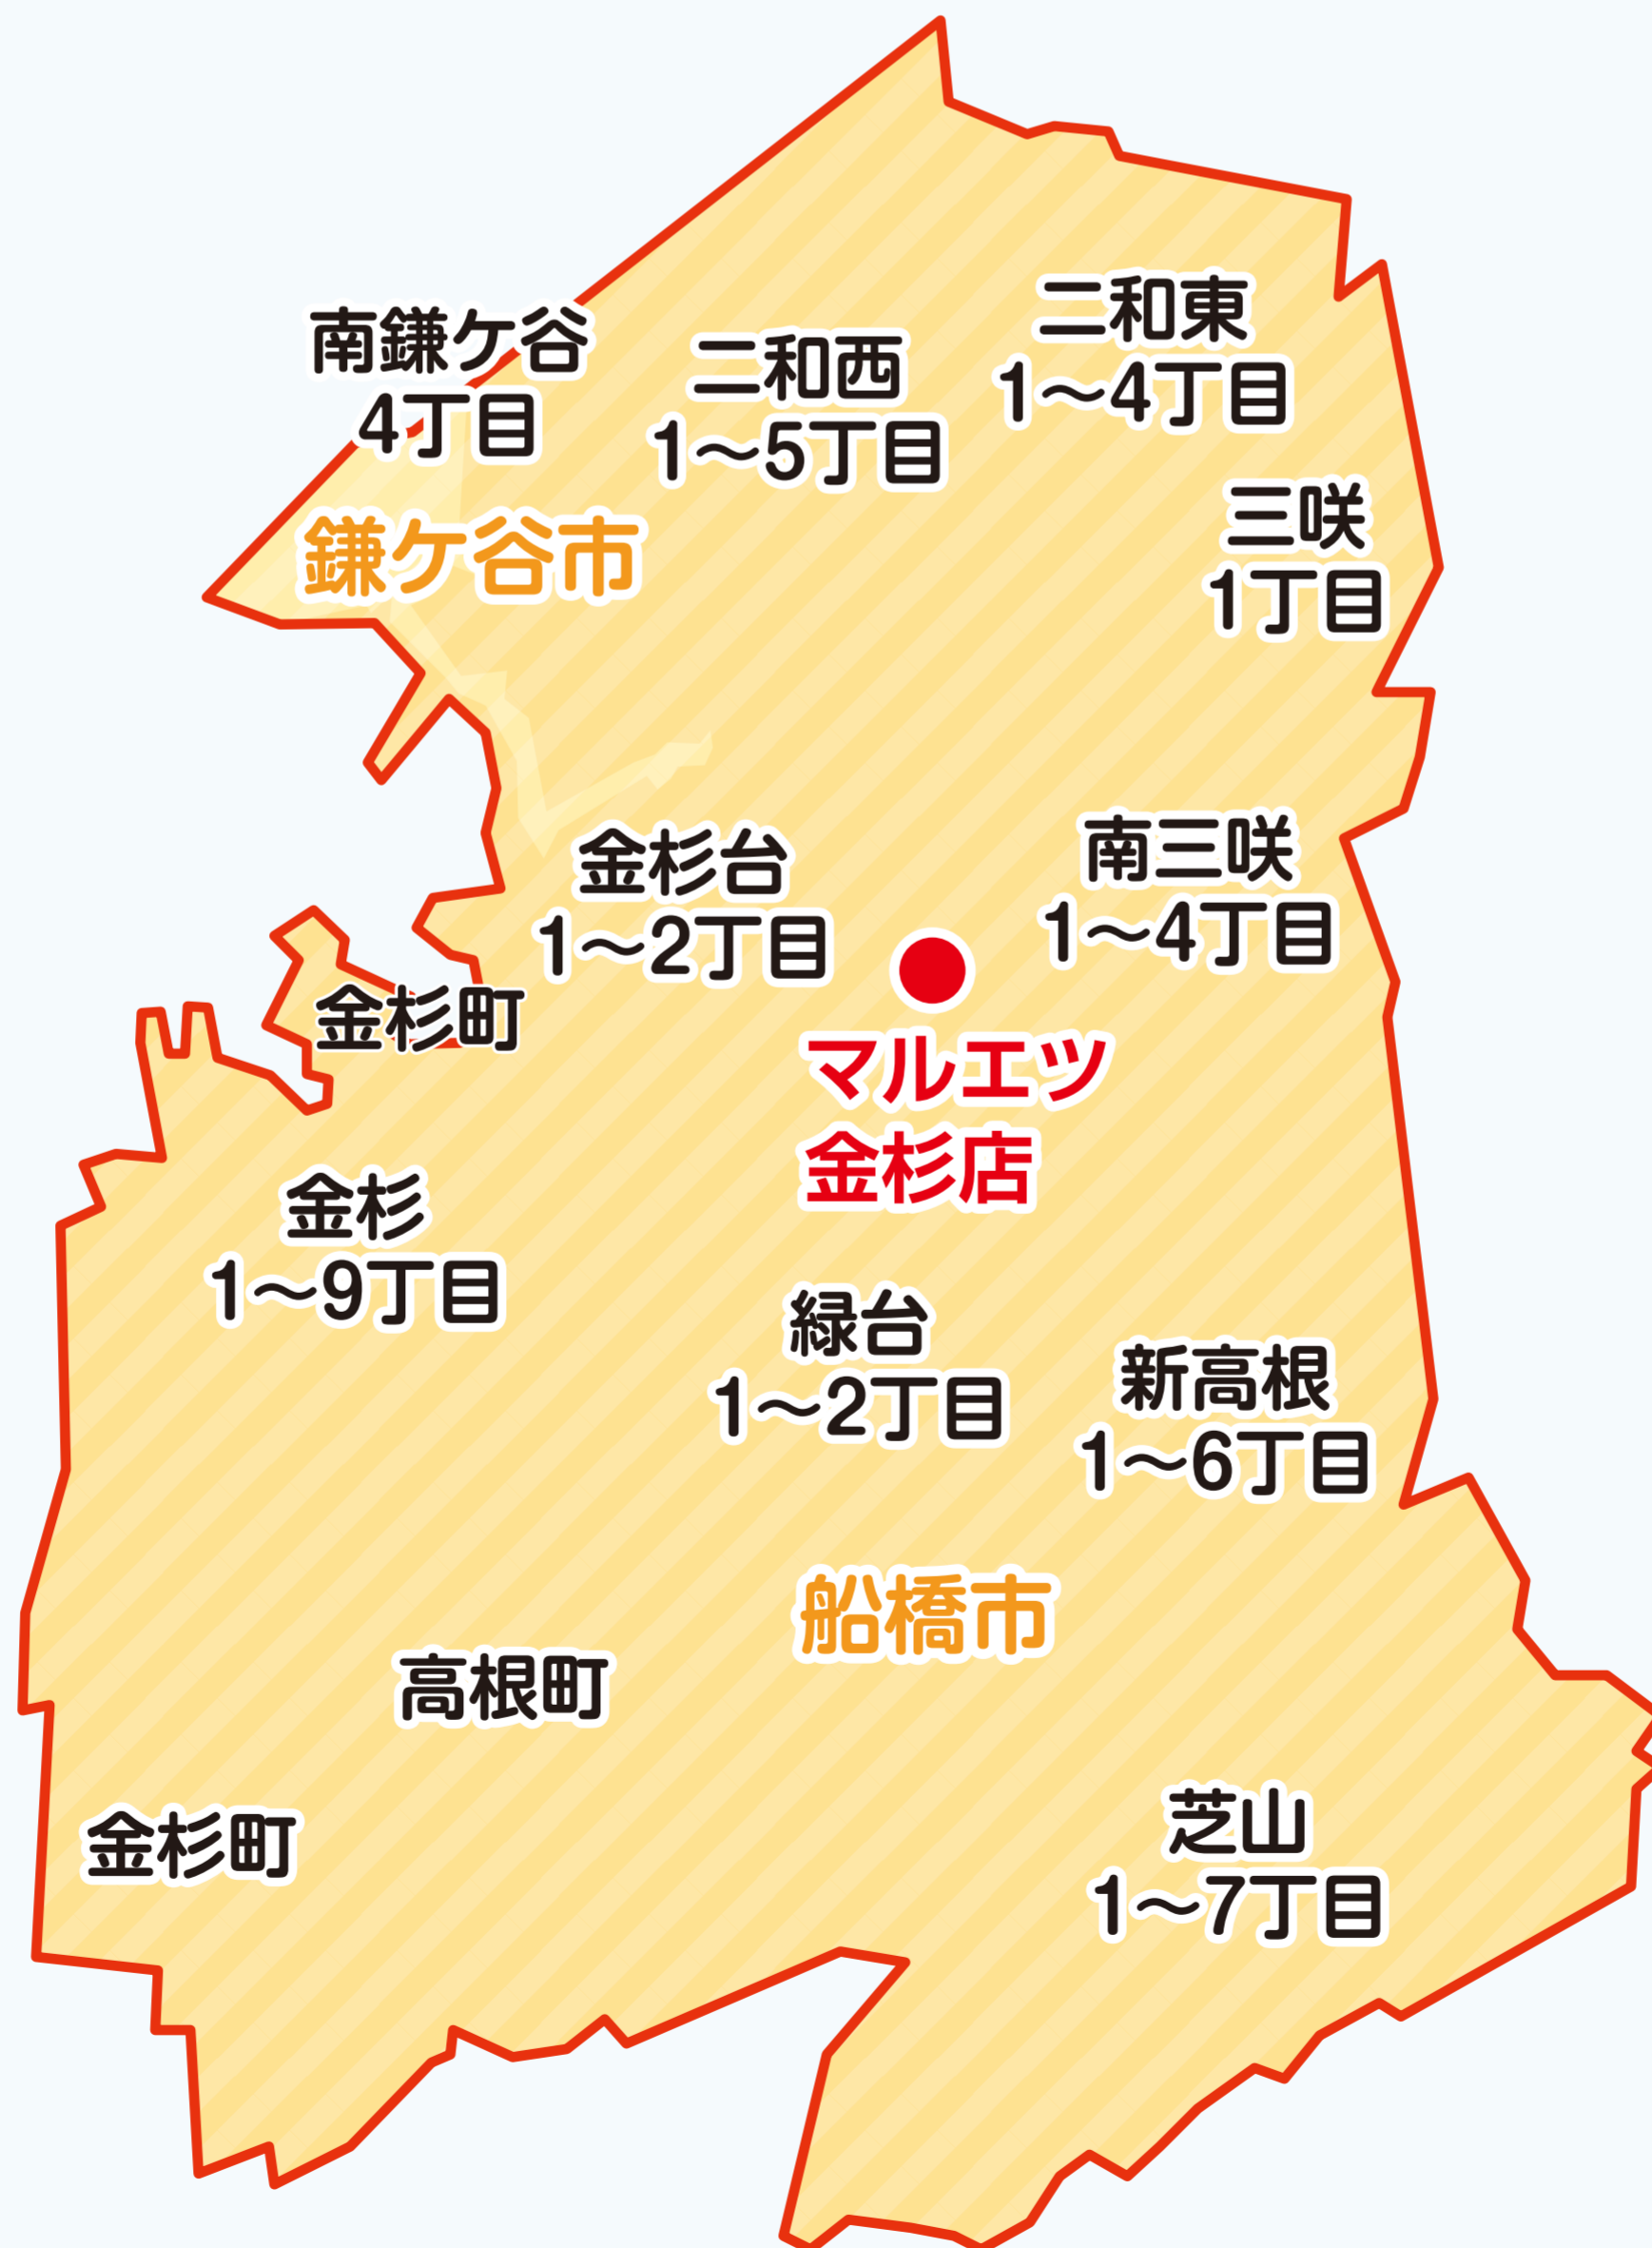 二和東
1～4丁目
南鎌ケ谷
4丁目
二和西
1～5丁目
三咲
1丁目
鎌ケ谷市
金杉台
1～2丁目
南三咲
1～4丁目
金杉町
マルエツ
金杉店
金杉
1～9丁目
緑台
1～2丁目
新高根
1～6丁目
船橋市
高根町
金杉町
芝山
1～7丁目